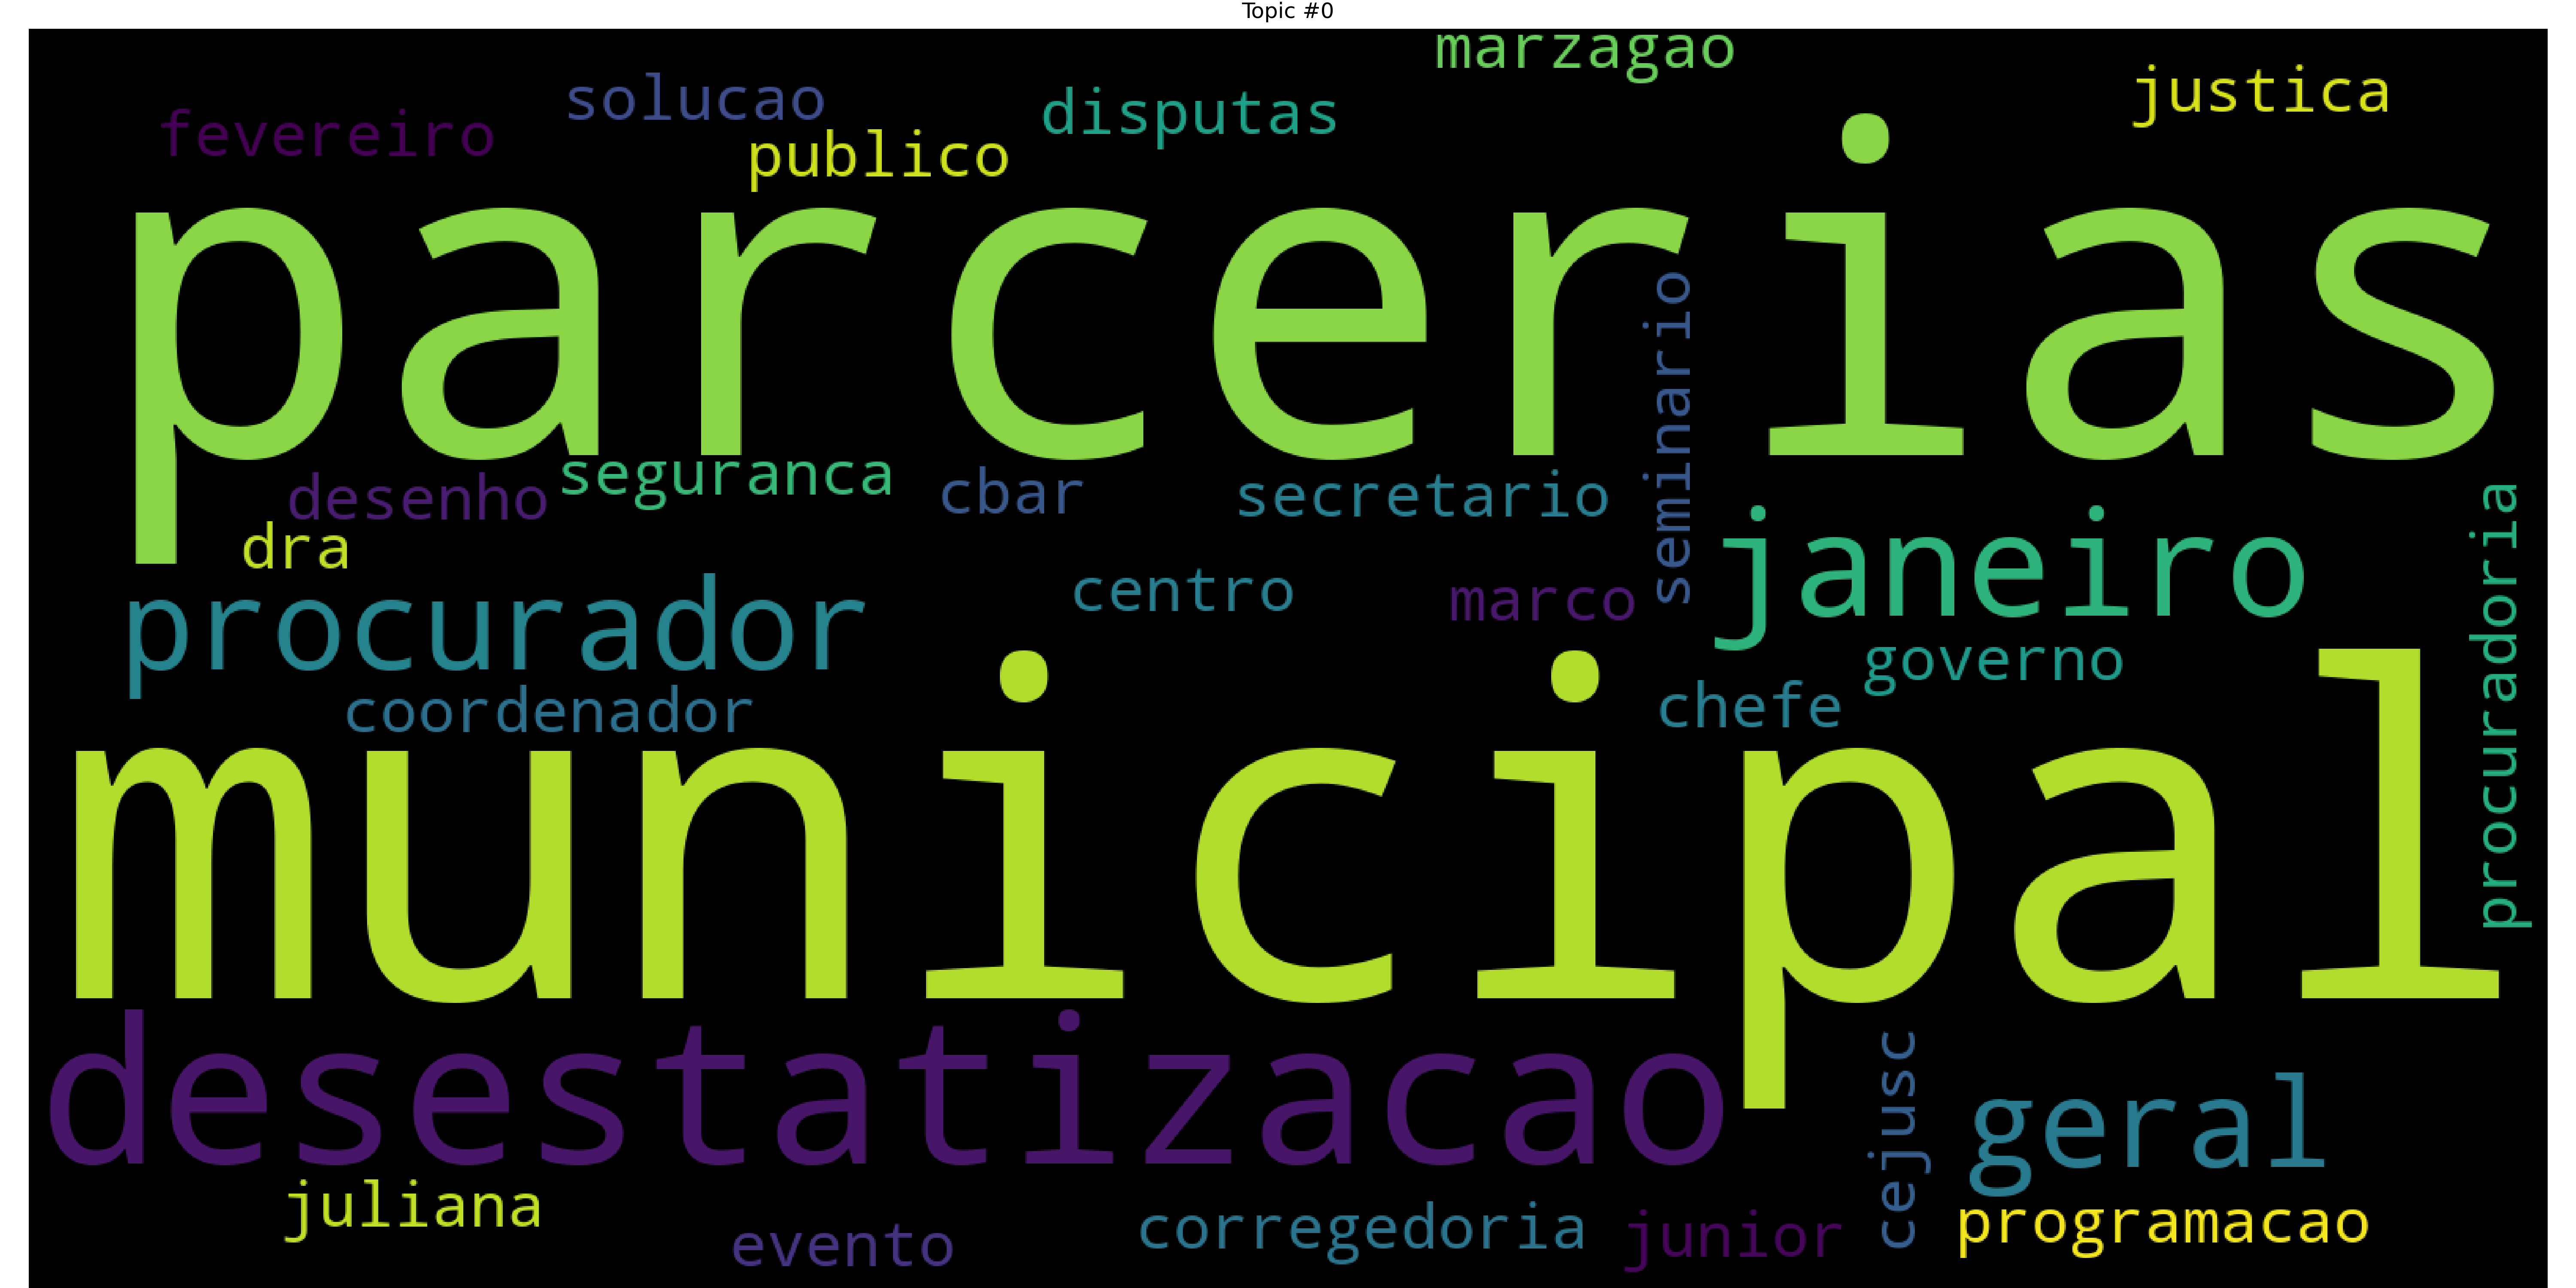 Topic #0
marzagao
solucao
disputas
justica
fevereiro
publico
parcerias
seminario
desenho
seguranca
cbar
secretario
dra
janeiro
procuradoria
procurador
centro
marco
governo
coordenador
chefe
municipal
desestatizacao
cejusc
geral
juliana
evento
corregedoria
junior
programacao